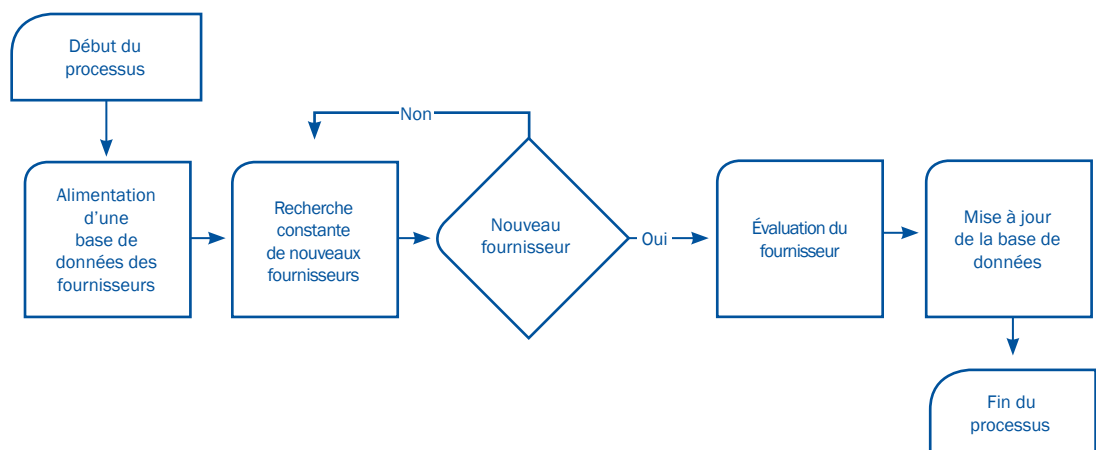 Début du
processus
Non
Alimentation
d'une
base de
données des
fournisseurs
Recherche
constante
de nouveaux
fournisseurs
Nouveau
fournisseur
Oui
Évaluation du
fournisseur
Mise à jour
de la base de
données
Fin du
processus